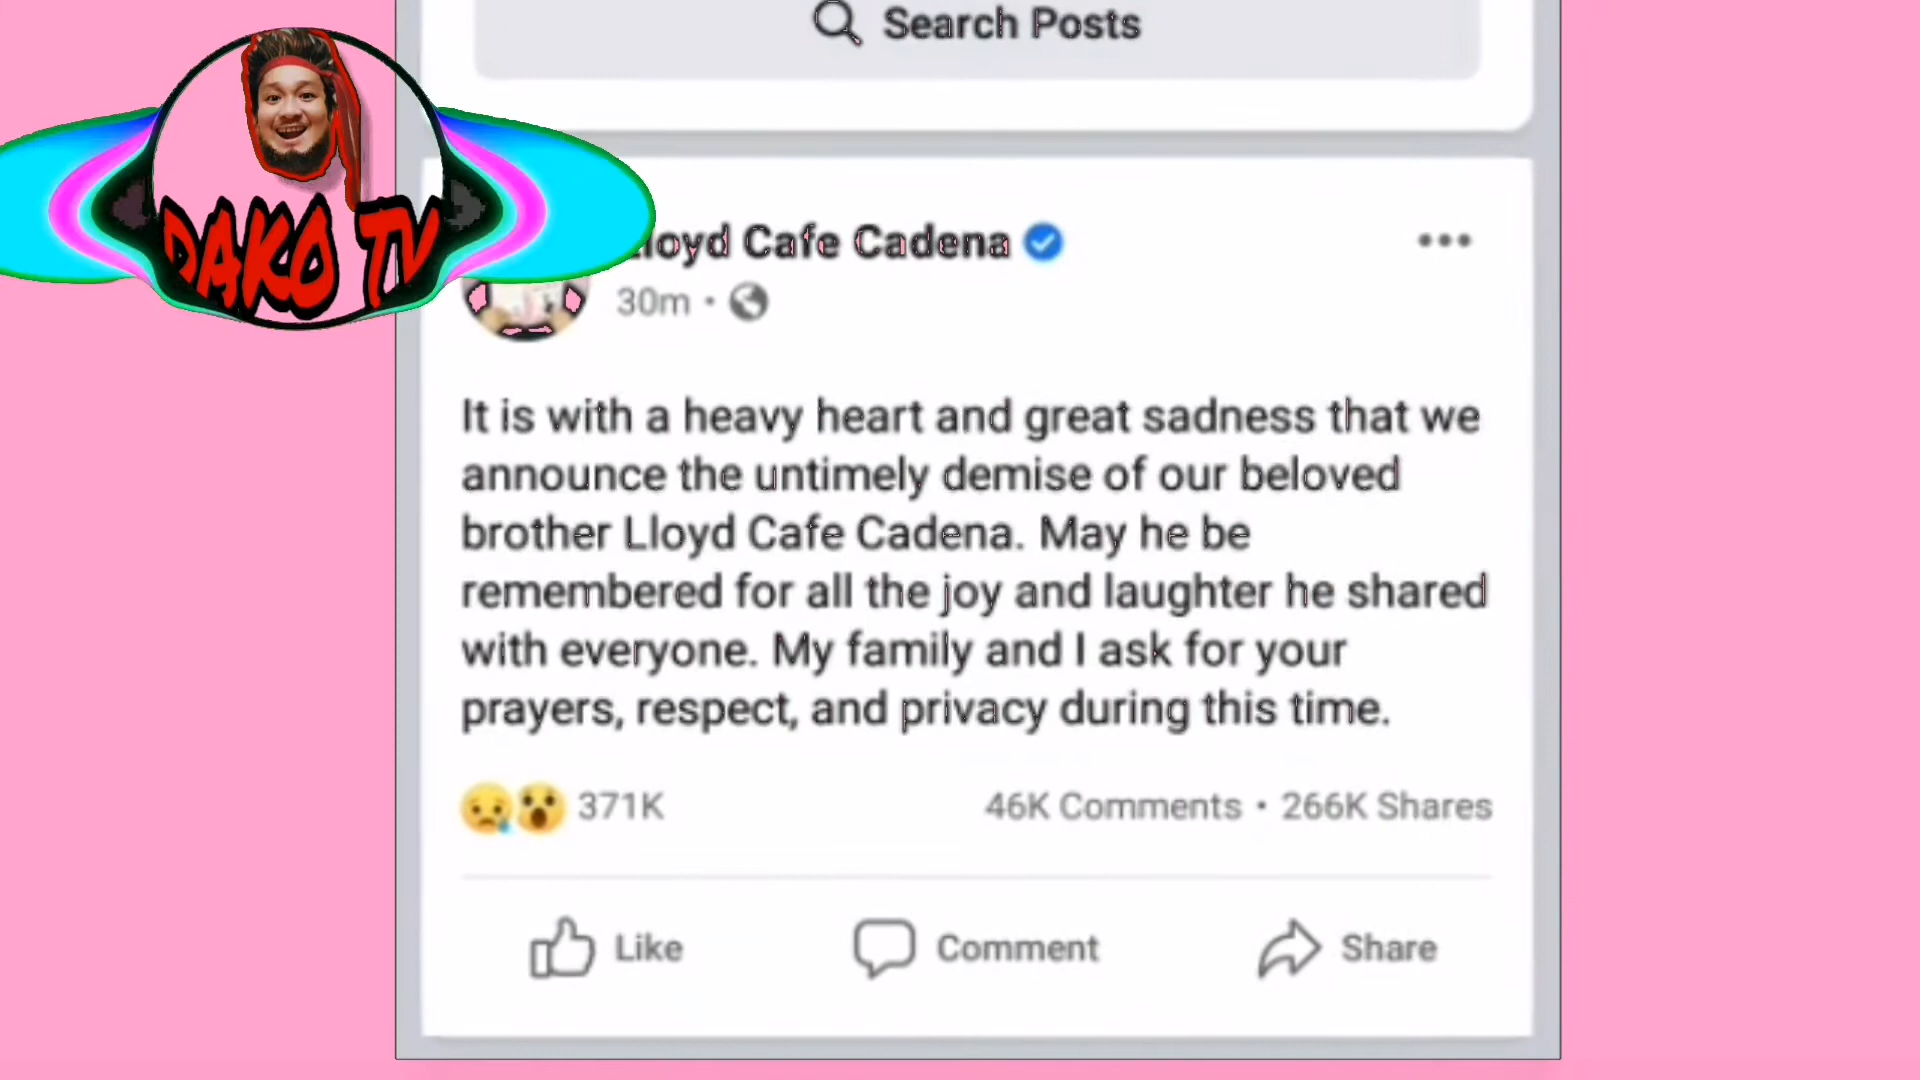 Search Posts
DAKO TV
loyd Cafe Cadena
30m
It is with a heavy heart and great sadness that we
announce the untimely demise of our beloved
brother Lloyd Cafe Cadena. May he be
remembered for all the joy and laughter he shared
with everyone. My family and I ask for your
prayers, respect, and privacy during this time.
371K
46K Comments • 266K Shares
Like
Comment
Share